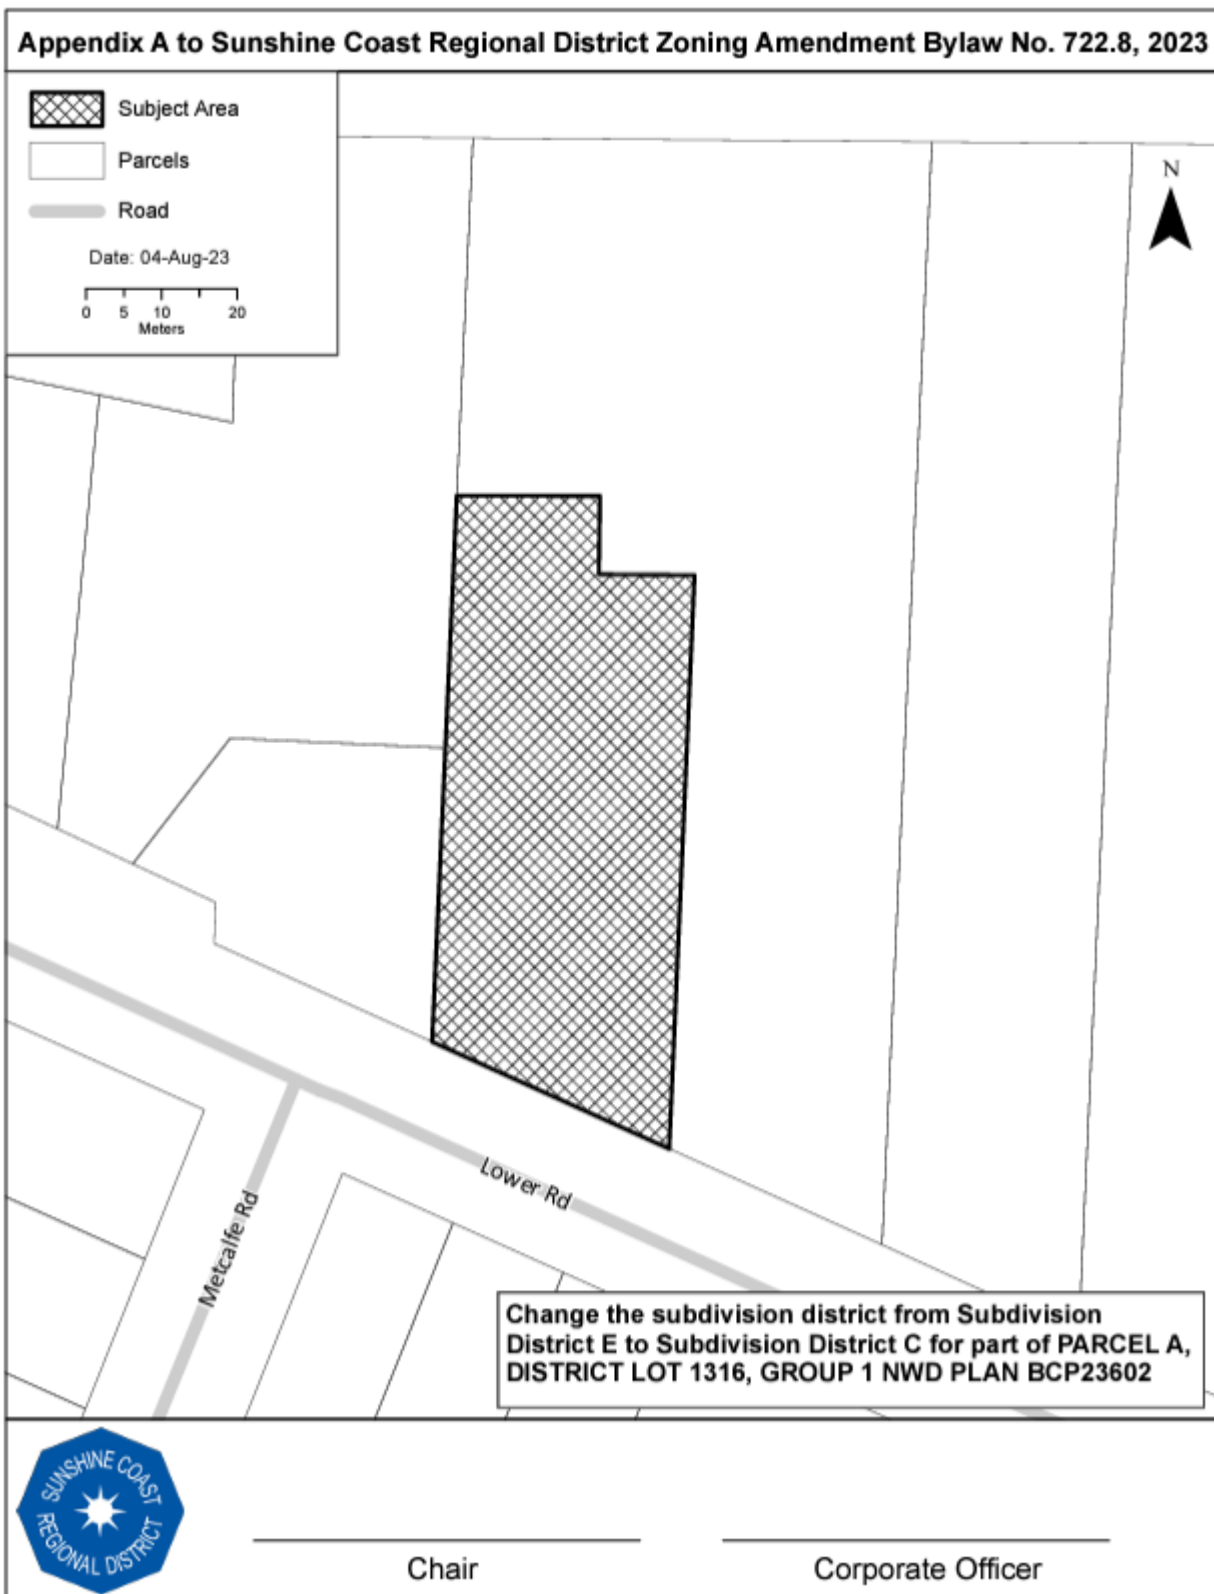 Appendix A to Sunshine Coast Regional District Zoning Amendment Bylaw No. 722.8, 2023
Subject Area
Parcels
Road
Date: 04-Aug-23
0 5 10 20
Meters
N
Lower Rd
Metcalfe Rd
Change the subdivision district from Subdivision
District E to Subdivision District C for part of PARCEL A,
DISTRICT LOT 1316, GROUP 1 NWD PLAN BCP23602
SUNSHINE COAST
REGIONAL DISTRICT
Chair
Corporate Officer